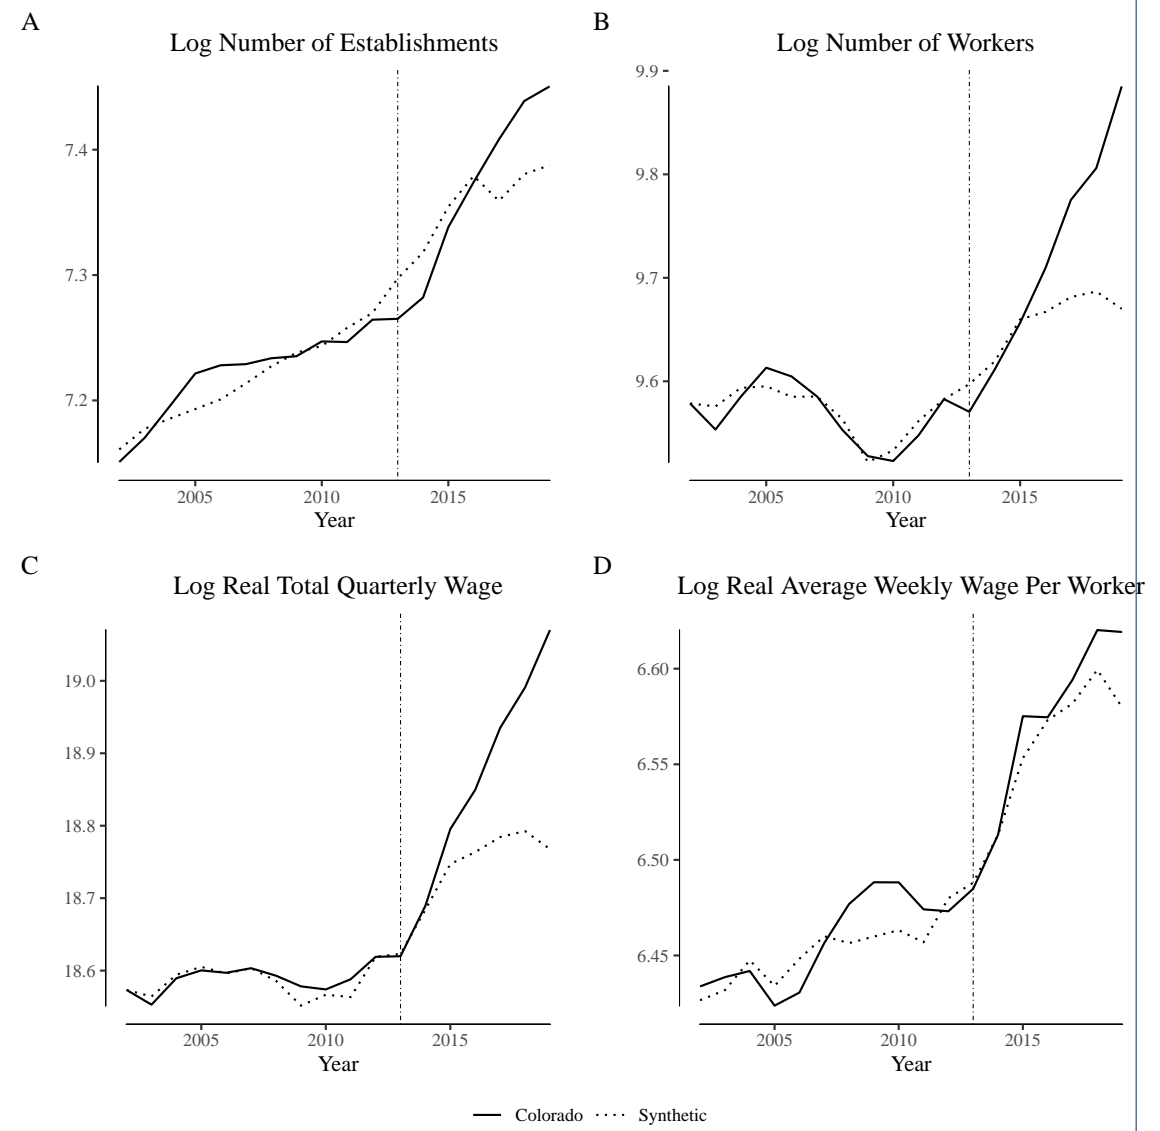 A
Log Number of Establishments
7.4
7.3
7.2
2005 2010 2015
Year
B
Log Number of Workers
9.9
9.8
9.7
9.6
2005 2010 2015
Year
C
Log Real Total Quarterly Wage
19.0
18.9
18.8
18.7
18.6
2005 2010 2015
Year
D
Log Real Average Weekly Wage Per Worker
6.60
6.55
6.50
6.45
2005 2010 2015
Year
Colorado Synthetic